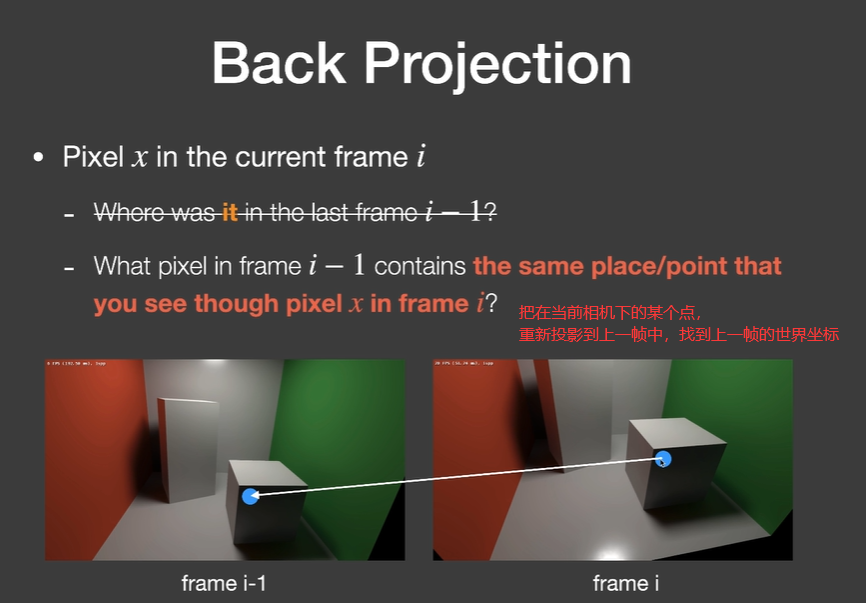 Back Projection
• Pixel x in the current frame i
- Where was it in the last frame i − 1?
- What pixel in frame i − 1 contains the same place/point that
you see though pixel x in frame i?
把在当前相机下的某个点,
重新投影到上一帧中，找到上一帧的世界坐标
frame i-1
frame i